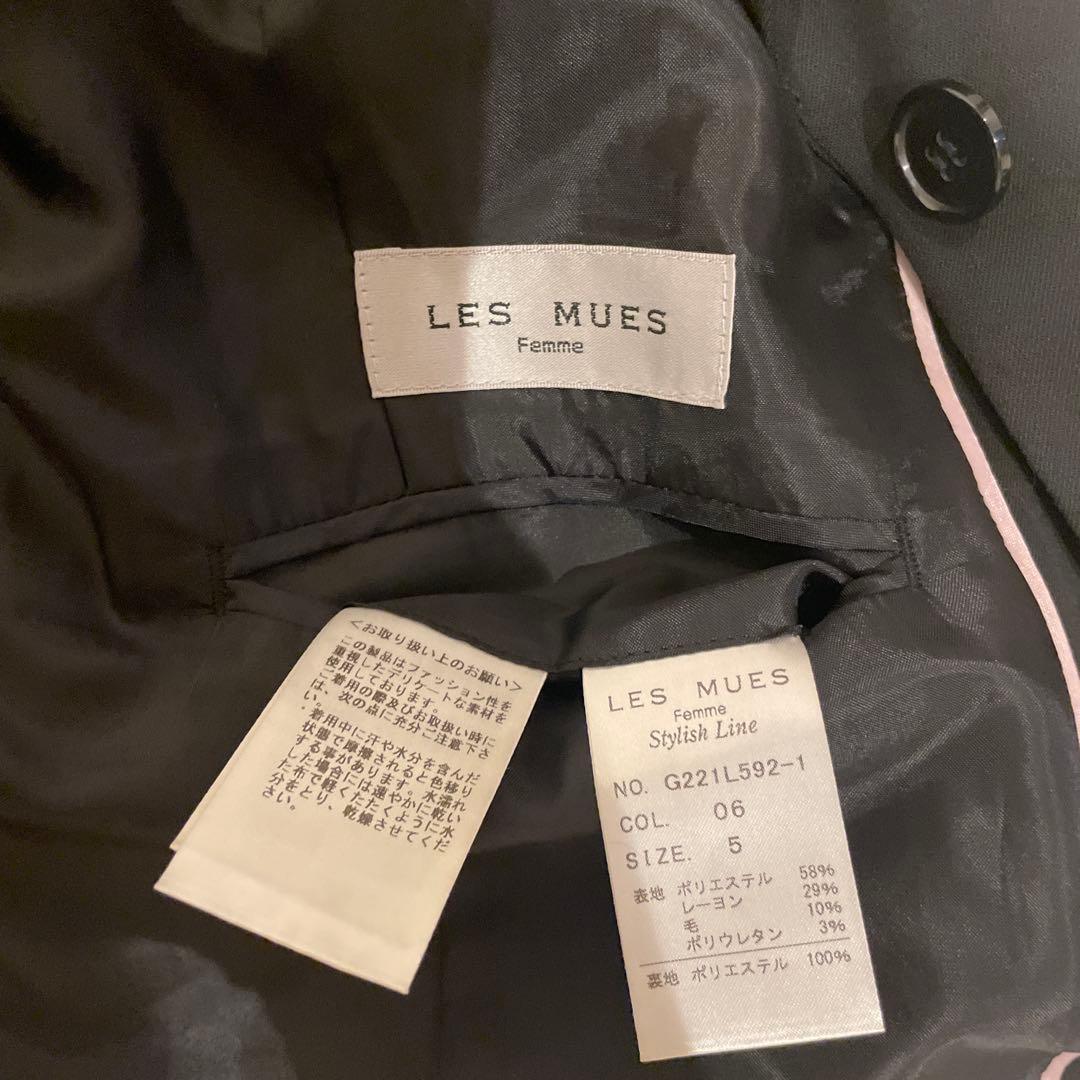 LES MUES
Femme
<お取り扱い上のお願い>
この製品はファッション性を
重視したデリケートな素材を
使用しております。
ご着用の際及びお取扱い時に
は、次の点に充分ご注意下さ
い。
・着用中に汗や水分を含んだ
状態で摩擦されると色移り
する事があります。水濡れ
した場合には速やかに乾い
た布で軽くたたくように水
分をとり、乾燥させてくだ
さい。
LES MUES
Femme
Stylish Line
NO. G221L592-1
COL. 06
SIZE. 5
表地 ポリエステル 58%
レーヨン 29%
毛 10%
ポリウレタン 3%
裏地 ポリエステル 100%